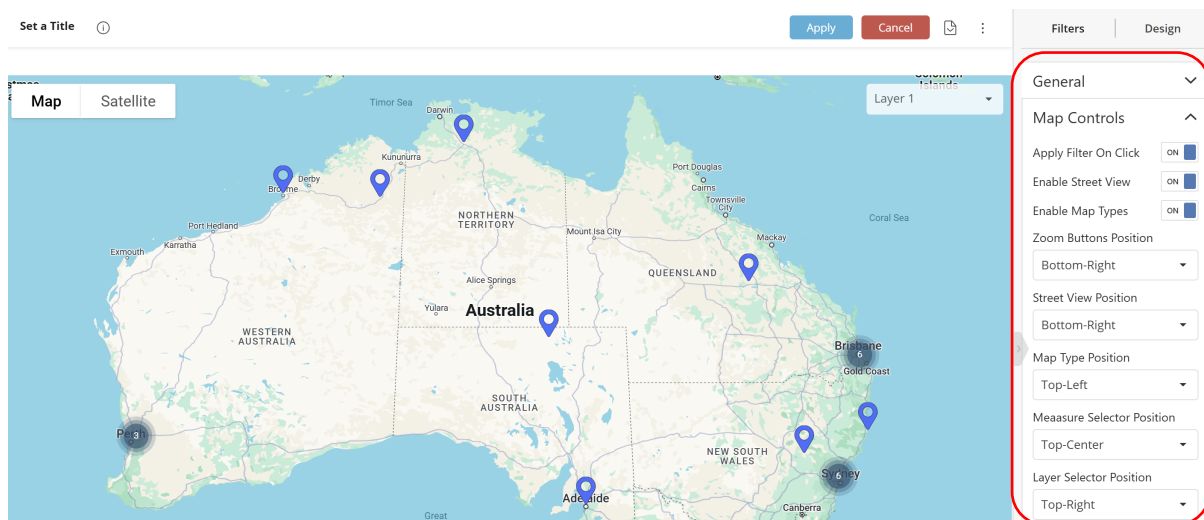 Set a Title
Apply
Cancel
Filters
Design
Map
Satellite
Layer 1
Solomon
Islands
Timor Sea
Darwin
Kununurra
Derby
Broome
Port Hedland
Karratha
Exmouth
NORTHERN
TERRITORY
Mount Isa City
Port Douglas
Cairns
Townsville
City
Coral Sea
Mackay
QUEENSLAND
Alice Springs
Yulara
Australia
WESTERN
AUSTRALIA
Brisbane
6
Gold Coast
SOUTH
AUSTRALIA
Perth
3
NEW SOUTH
WALES
Sydney
6
Adelaide
Canberra
Great
General
Map Controls
Apply Filter On Click
ON
Enable Street View
ON
Enable Map Types
ON
Zoom Buttons Position
Bottom-Right
Street View Position
Bottom-Right
Map Type Position
Top-Left
Meaasure Selector Position
Top-Center
Layer Selector Position
Top-Right